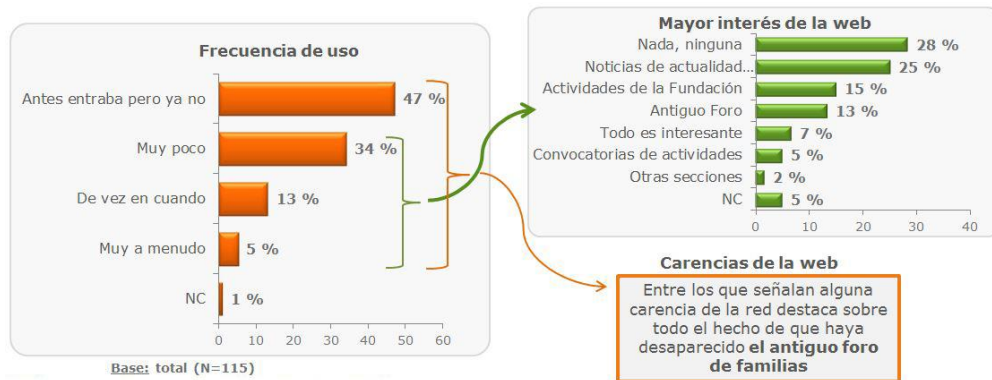 Frecuencia de uso
Antes entraba pero ya no
47 %
Muy poco
34 %
De vez en cuando
13 %
Muy a menudo
5 %
NC
1 %
0 10 20 30 40 50 60
Base: total (N=115)
Mayor interés de la web
Nada, ninguna
28 %
Noticias de actualidad...
25 %
Actividades de la Fundación
15 %
Antiguo Foro
13 %
Todo es interesante
7 %
Convocatorias de actividades
5 %
Otras secciones
2 %
NC
5 %
0 10 20 30 40
Carencias de la web
Entre los que señalan alguna
carencia de la red destaca sobre
todo el hecho de que haya
desaparecido el antiguo foro
de familias